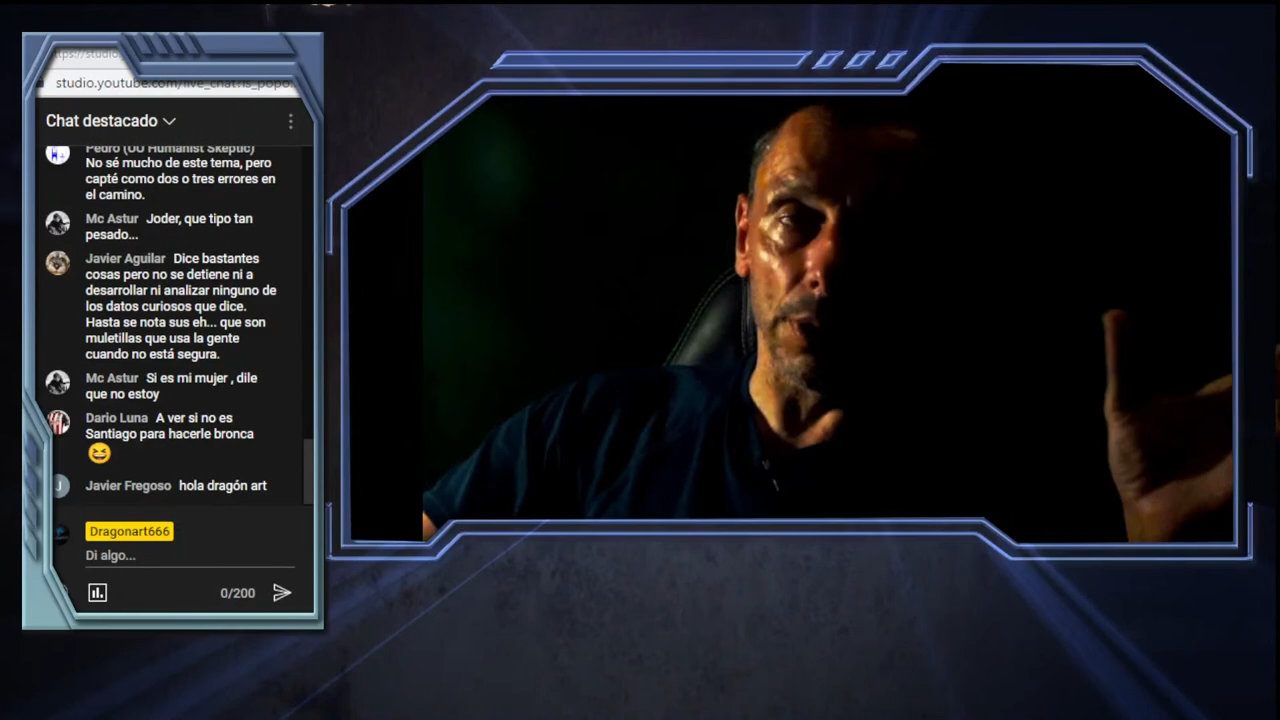 studio.youtube.com/live_chat?is_popo
Chat destacado
Pedro (UU Humanist Skeptic)
No sé mucho de este tema, pero
capté como dos o tres errores en
el camino.
Mc Astur Joder, que tipo tan
pesado...
Javier Aguilar Dice bastantes
cosas pero no se detiene ni a
desarrollar ni analizar ninguno de
los datos curiosos que dice.
Hasta se nota sus eh... que son
muletillas que usa la gente
cuando no está segura.
Mc Astur Si es mi mujer , dile
que no estoy
Dario Luna A ver si no es
Santiago para hacerle bronca
J Javier Fregoso hola dragón art
Dragonart666
Di algo...
0/200